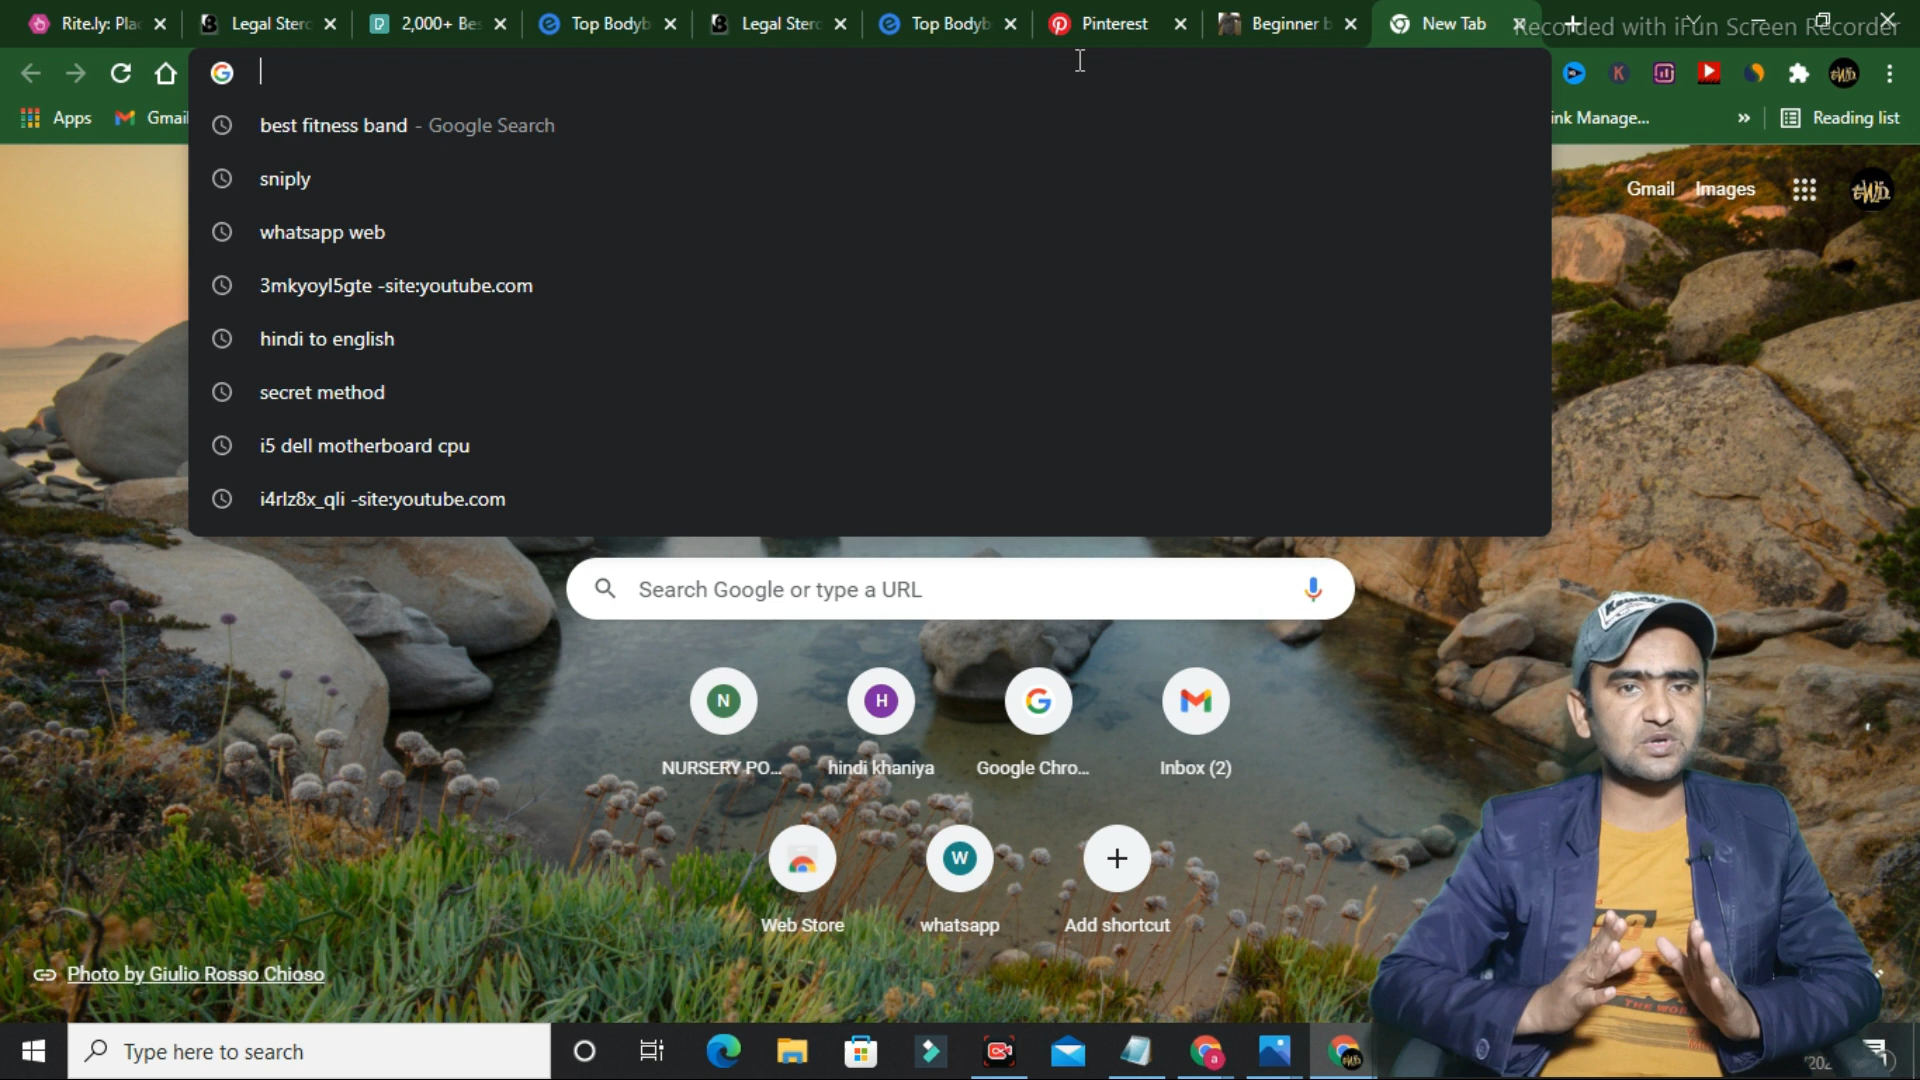 Rite.ly: Pla
Legal Ster
2,000+ Bes
Top Bodyb
Legal Ster
Top Bodyb
Pinterest
Beginner b
New Tab
Recorded with iFun Screen Recorder
Apps
Gmail
ink Manage...
»
Reading list
best fitness band - Google Search
sniply
whatsapp web
3mkyoyl5gte -site:youtube.com
hindi to english
secret method
i5 dell motherboard cpu
i4rlz8x_qli -site:youtube.com
Gmail
Images
Search Google or type a URL
N
H
NURSERY PO...
hindi khaniya
Google Chro...
Inbox (2)
W
Web Store
whatsapp
Add shortcut
Photo by Giulio Rosso Chioso
Type here to search